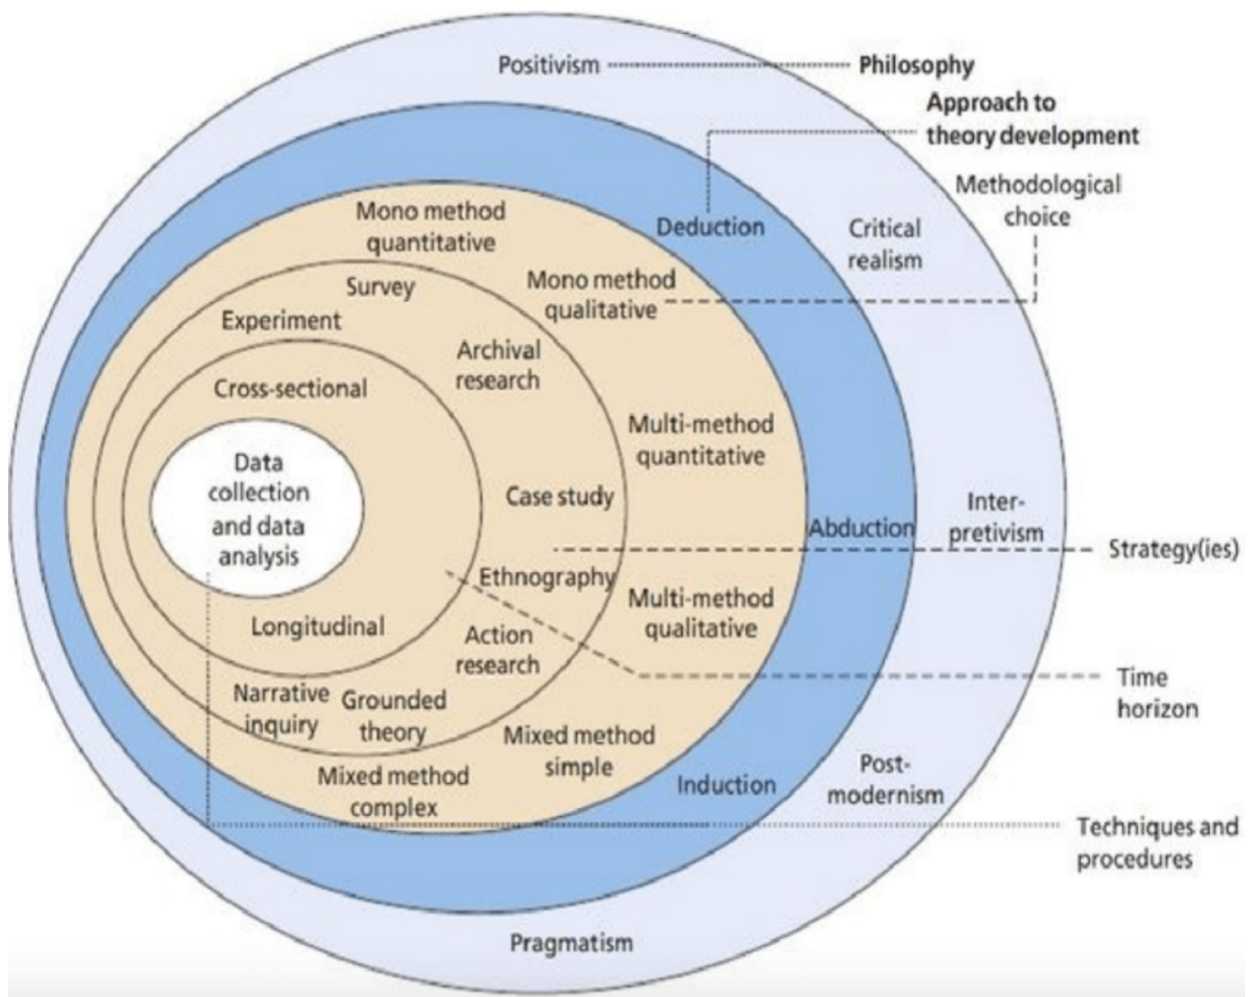 Positivism
Philosophy
Approach to
theory development
Methodological
choice
Mono method
quantitative
Deduction
Critical
realism
Mono method
qualitative
Survey
Experiment
Archival
research
Cross-sectional
Multi-method
quantitative
Data
collection
and data
analysis
Case study
Abduction
Inter-
pretivism
Strategy(ies)
Ethnography
Multi-method
qualitative
Longitudinal
Action
research
Time
horizon
Narrative
inquiry
Grounded
theory
Mixed method
simple
Mixed method
complex
Induction
Post-
modernism
Techniques and
procedures
Pragmatism